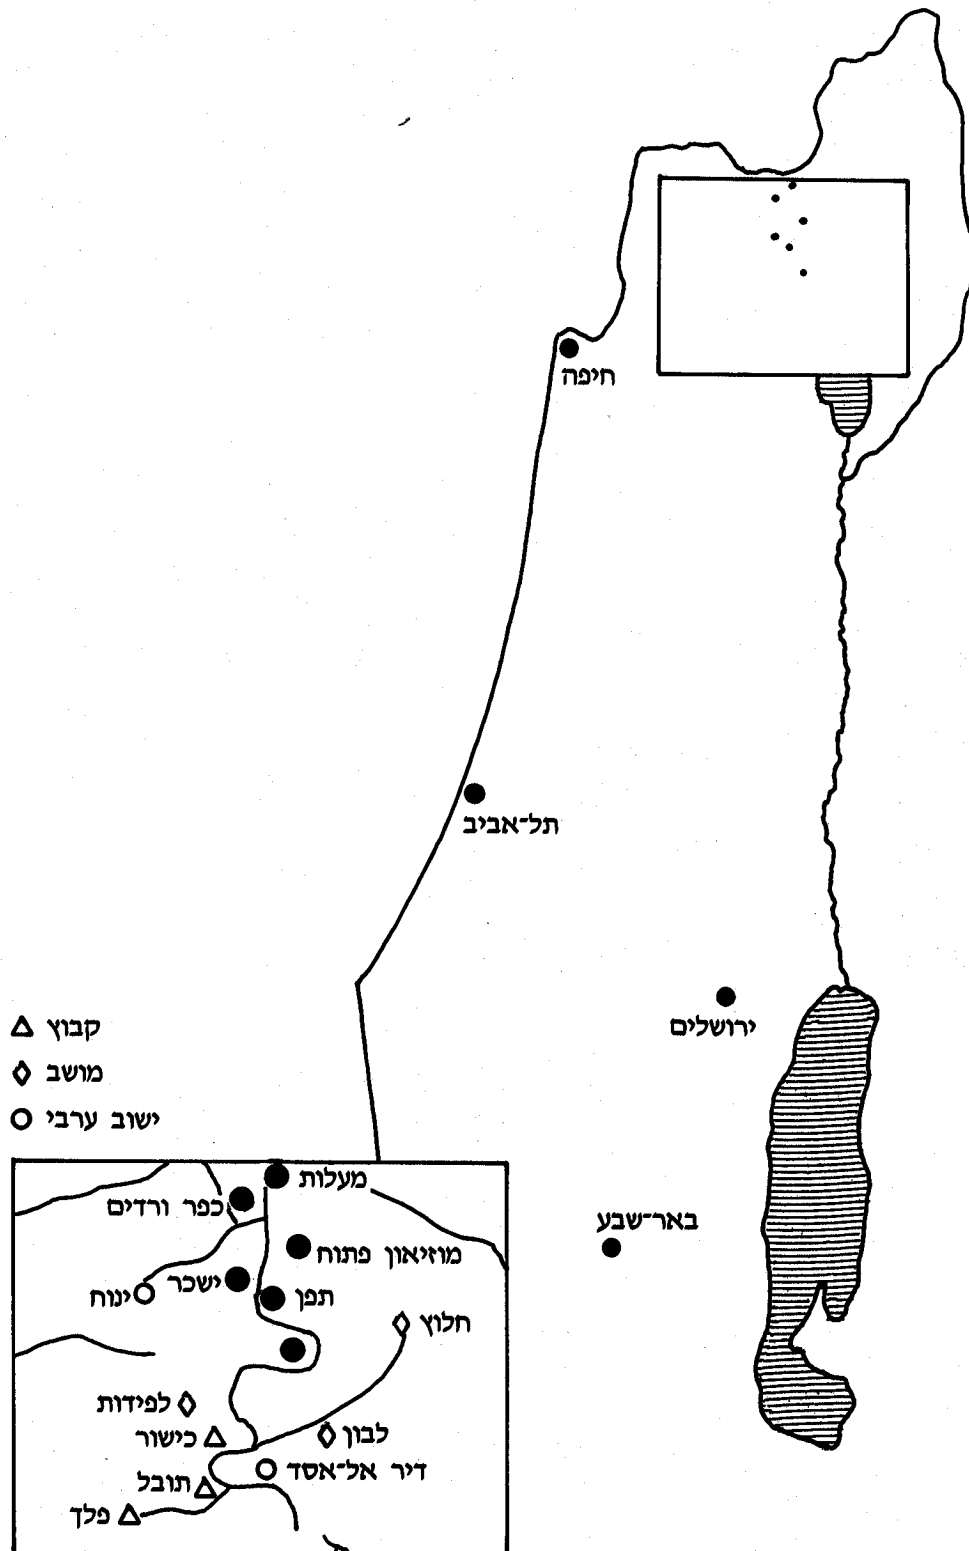 חיפה
תל־אביב
ירושלים
באר־שבע
קבוץ
מושב
ישוב ערבי
מעלות
כפר ורדים
מוזיאון פתוח
ישכר
תפן
ינוח
חלוץ
לפידות
לבון
כישור
דיר אל־אסד
תובל
פלך